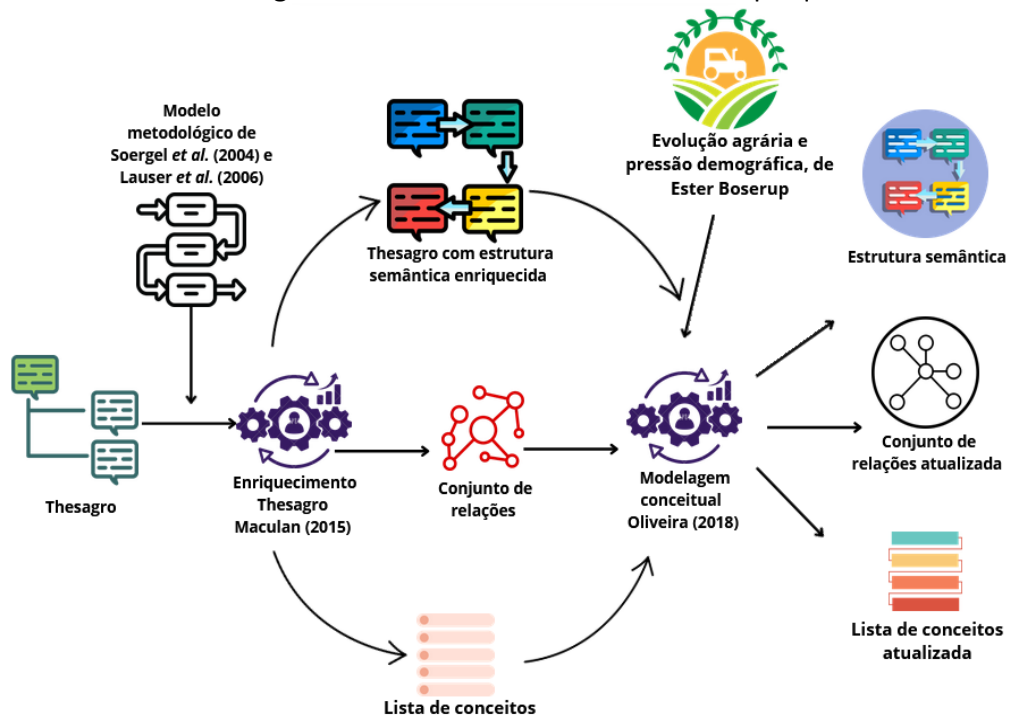 Modelo
metodológico de
Soergel et al. (2004) e
Lauser et al. (2006)
Thesagro com estrutura
semântica enriquecida
Evolução agrária e
pressão demográfica, de
Ester Boserup
Estrutura semântica
Thesagro
Enriquecimento
Thesagro
Maculan (2015)
Conjunto de
relações
Modelagem
conceitual
Oliveira (2018)
Conjunto de
relações atualizada
Lista de conceitos
atualizada
Lista de conceitos